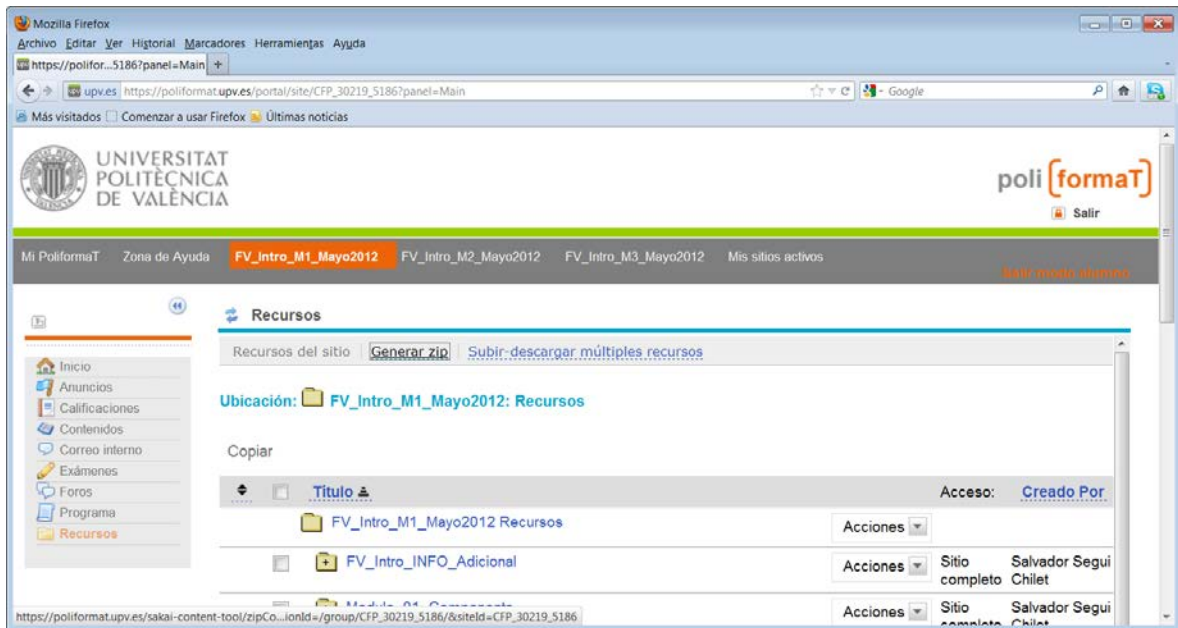 Mozilla Firefox
Archivo Editar Ver Historial Marcadores Herramientas Ayuda
https://polifor...5186?panel=Main +
upv.es https://poliformat.upv.es/portal/site/CFP_30219_5186?panel=Main
Google
Más visitados Comenzar a usar Firefox Últimas noticias
UNIVERSITAT
POLITÈCNICA
DE VALÈNCIA
poli [formaT]
Salir
Mi PoliformaT Zona de Ayuda FV_Intro_M1_Mayo2012 FV_Intro_M2_Mayo2012 FV_Intro_M3_Mayo2012 Mis sitios activos
Salir modo alumno
Recursos
Recursos del sitio Generar zip Subir-descargar múltiples recursos
Inicio
Anuncios
Calificaciones
Contenidos
Correo interno
Exámenes
Foros
Programa
Recursos
Ubicación: FV_Intro_M1_Mayo2012: Recursos
Copiar
Título Acceso: Creado Por
FV_Intro_M1_Mayo2012 Recursos Acciones
FV_Intro_INFO_Adicional Acciones Sitio completo Salvador Segui Chilet
Acciones Sitio completo Salvador Segui Chilet
https://poliformat.upv.es/sakai-content-tool/zipCo...ionId=/group/CFP_30219_5186/&siteId=CFP_30219_5186